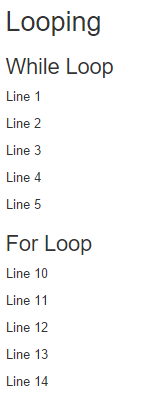 Looping
While Loop
Line 1
Line 2
Line 3
Line 4
Line 5
For Loop
Line 10
Line 11
Line 12
Line 13
Line 14